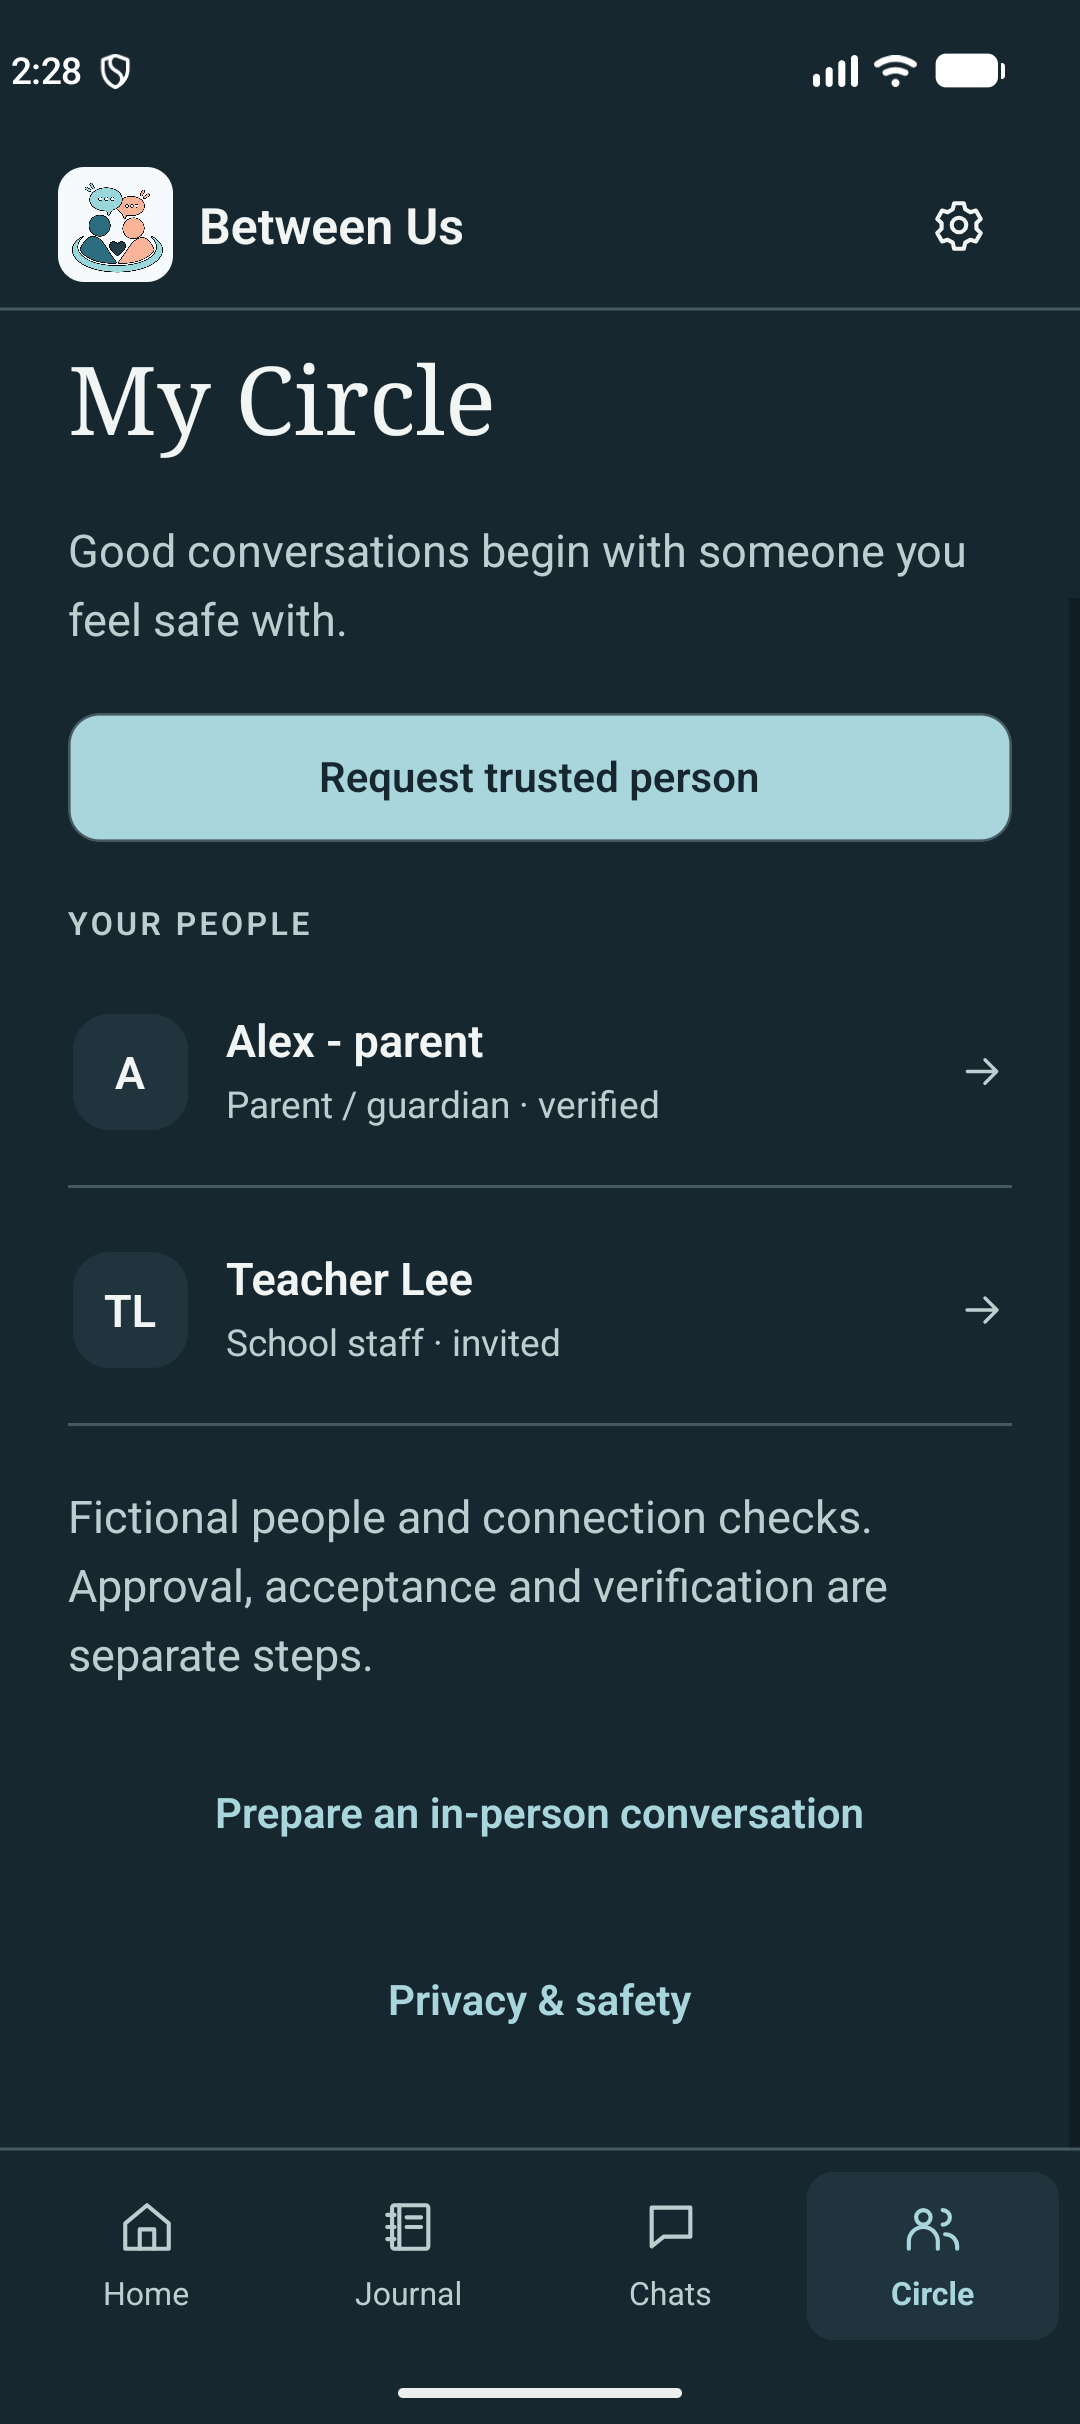 2:28
Between Us
My Circle
Good conversations begin with someone you
feel safe with.
Request trusted person
YOUR PEOPLE
A
Alex - parent
Parent / guardian · verified
TL
Teacher Lee
School staff · invited
Fictional people and connection checks.
Approval, acceptance and verification are
separate steps.
Prepare an in-person conversation
Privacy & safety
Home
Journal
Chats
Circle